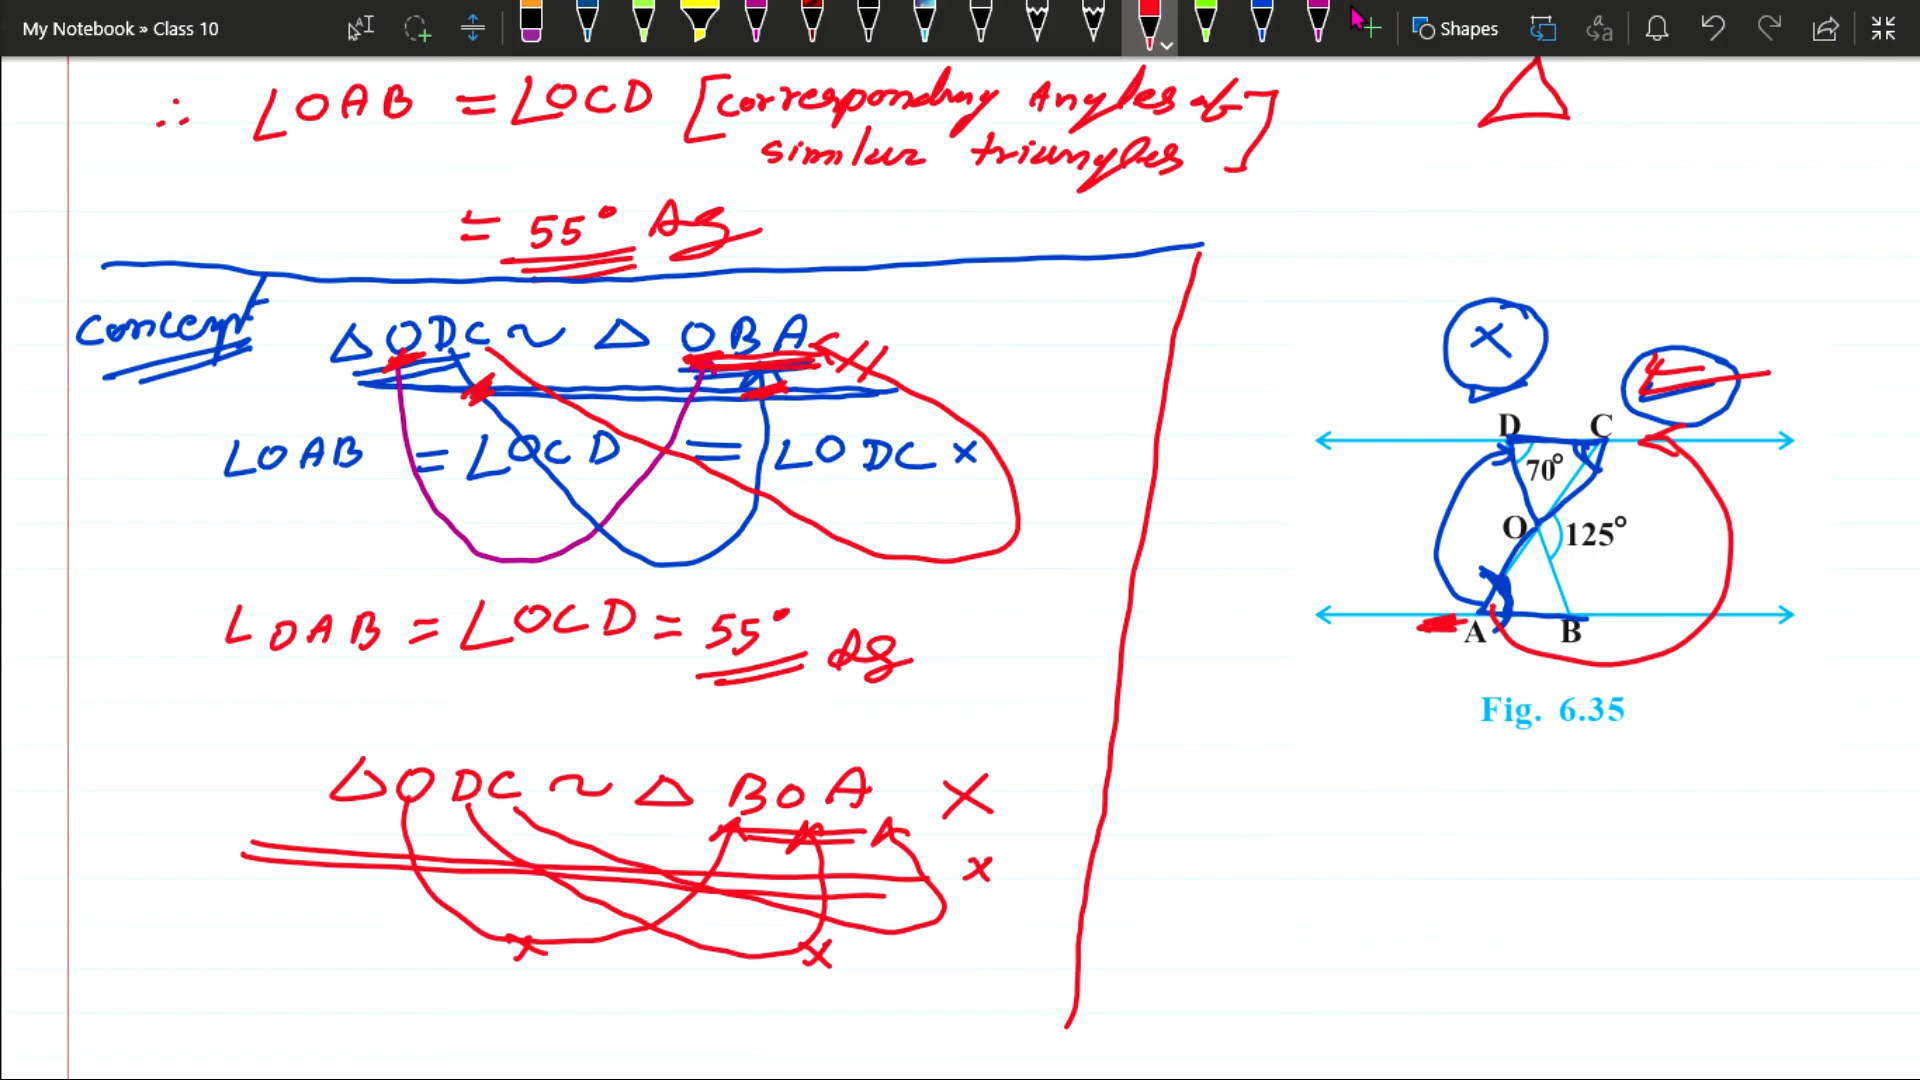 My Notebook » Class 10
Shapes
∴ ∠OAB = ∠OCD [corresponding Angles of
similar triangles]
= 55° Ans
Concept
Δ ODC ~ Δ OBA
∠OAB = ∠OCD = ∠ODC ×
∠OAB = ∠OCD = 55° Ans
ΔODC ~ Δ BOA ×
×
× ×
×
D C
70°
O 125°
A B
Fig. 6.35